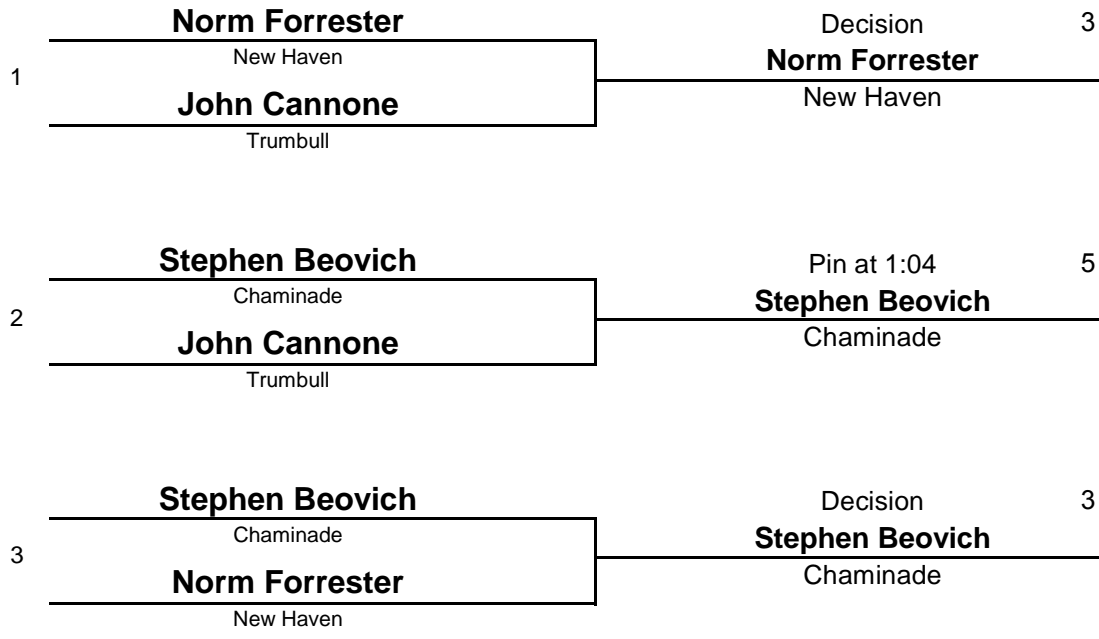 Norm Forrester
Decision 3
New Haven
Norm Forrester
1
John Cannone
New Haven
Trumbull
Stephen Beovich
Pin at 1:04 5
Chaminade
Stephen Beovich
2
John Cannone
Chaminade
Trumbull
Stephen Beovich
Decision 3
Chaminade
Stephen Beovich
3
Norm Forrester
Chaminade
New Haven